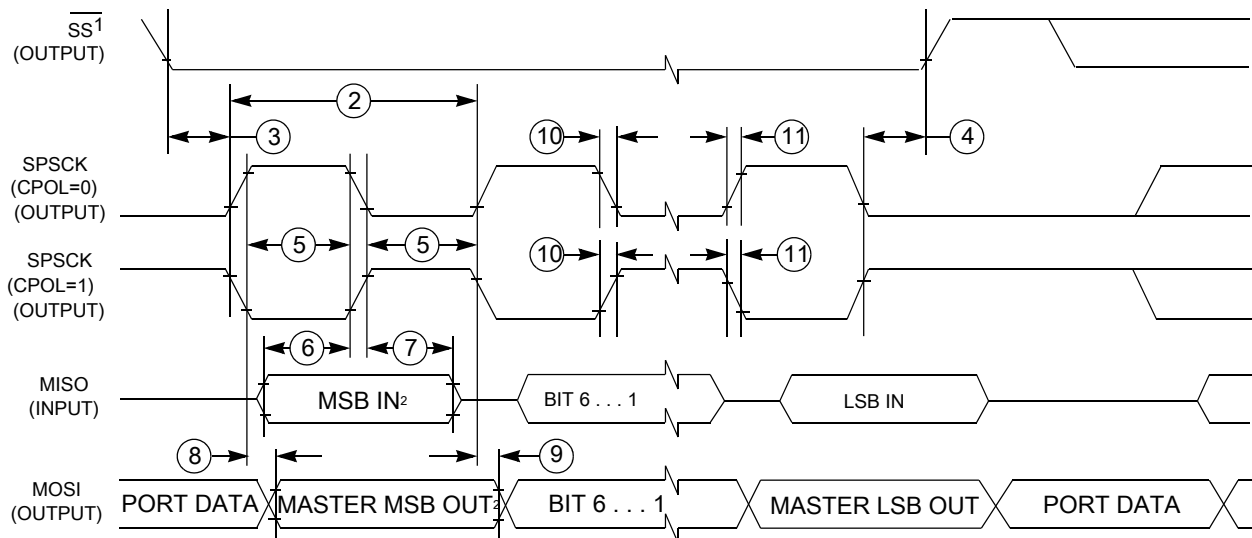 SS1
(OUTPUT)
2
3
10
11
4
SPSCK
(CPOL=0)
(OUTPUT)
5
5
SPSCK
(CPOL=1)
(OUTPUT)
10
11
6
7
MISO
(INPUT)
MSB IN2
BIT 6 . . . 1
LSB IN
8
9
MOSI
(OUTPUT)
PORT DATA
MASTER MSB OUT2
BIT 6 . . . 1
MASTER LSB OUT
PORT DATA